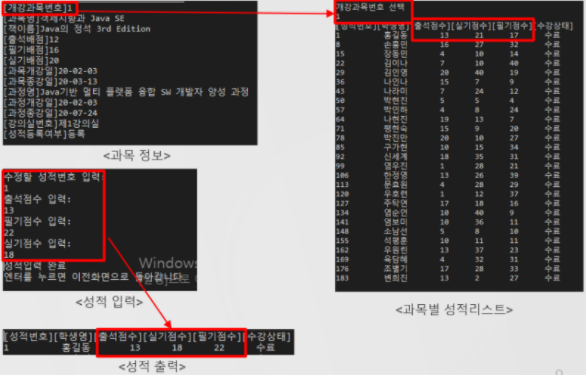 [개강과목번호]1
[과목명]객체지향과 Java SE
[책이름]Java의 정석 3rd Edition
[출석배점]12
[필기배점]16
[실기배점]20
[과목개강일]20-02-03
[과목종강일]20-03-13
[과정명]Java기반 멀티 플랫폼 융합 SW 개발자 양성 과정
[과정개강일]20-02-03
[과정종강일]20-07-24
[강의실번호]제1강의실
[성적등록여부]등록
<과목 정보>
수정할 성적번호 입력:
1
출석점수 입력:
13
필기점수 입력:
22
실기점수 입력:
18
성적입력 완료
엔터를 누르면 이전화면으로 돌아갑니다
Windows
<성적 입력>
[성적번호][학생명][출석점수][실기점수][필기점수][수강상태]
1 홍길동 13 18 22 수료
<성적 출력>
개강과목번호 선택
1
[성적번호][학생명][출석점수][실기점수][필기점수][수강상태]
1 홍길동 13 21 17 수료
8 손흥민 16 27 32 수료
15 장동민 4 10 14 수료
22 김이나 7 10 40 수료
29 김인영 20 40 19 수료
36 나인나 15 7 9 수료
43 나라미 7 24 12 수료
50 박현진 5 5 4 수료
57 박민하 4 8 24 수료
64 나현진 19 13 7 수료
71 행현숙 15 9 20 수료
78 박진만 20 10 27 수료
85 구가현 10 15 34 수료
92 신세계 18 35 31 수료
99 염우진 1 28 21 수료
106 한정영 13 26 39 수료
113 문효원 4 28 29 수료
120 우호련 1 12 37 수료
127 주탁연 17 18 16 수료
134 염순언 10 40 9 수료
141 염보미 10 36 11 수료
148 소남선 5 8 10 수료
155 석평훈 10 11 11 수료
162 우원린 13 37 23 수료
169 육담혜 4 32 31 수료
176 조별기 17 28 33 수료
183 변희진 13 2 27 수료
<과목별 성적리스트>